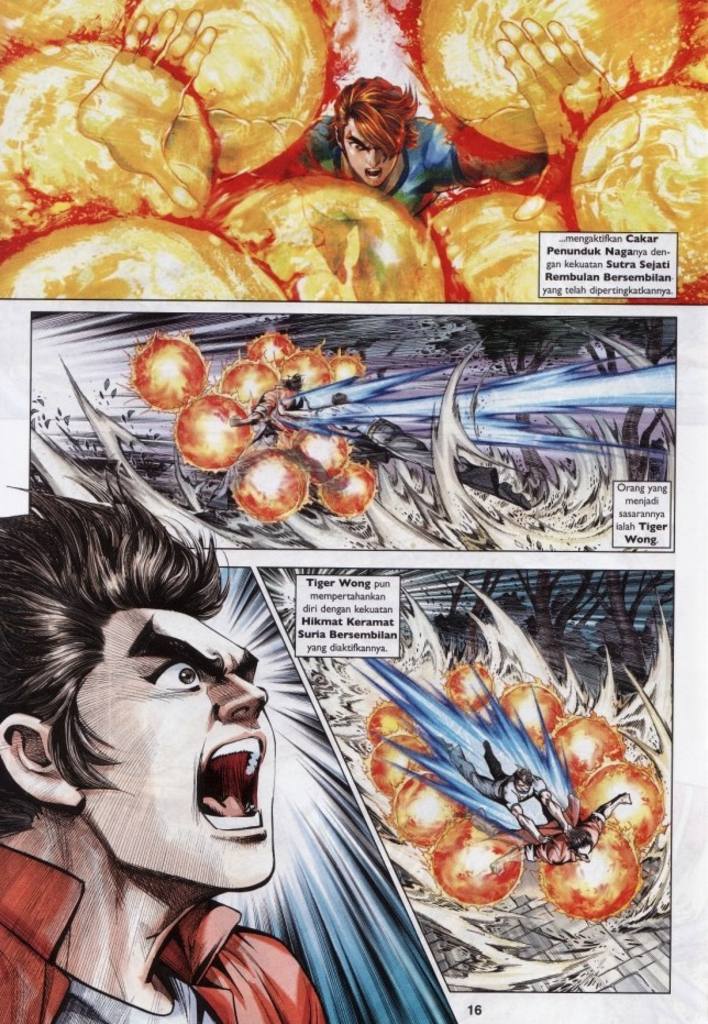 ...mengaktifkan Cakar
Penunduk Naganya den-
gan kekuatan Sutra Sejati
Rembulan Bersembilan
yang telah dipertingkatkannya.
Orang yang
menjadi
sasarannya
ialah Tiger
Wong.
Tiger Wong pun
mempertahankan
diri dengan kekuatan
Hikmat Keramat
Suria Bersembilan
yang diaktifkannya.
16